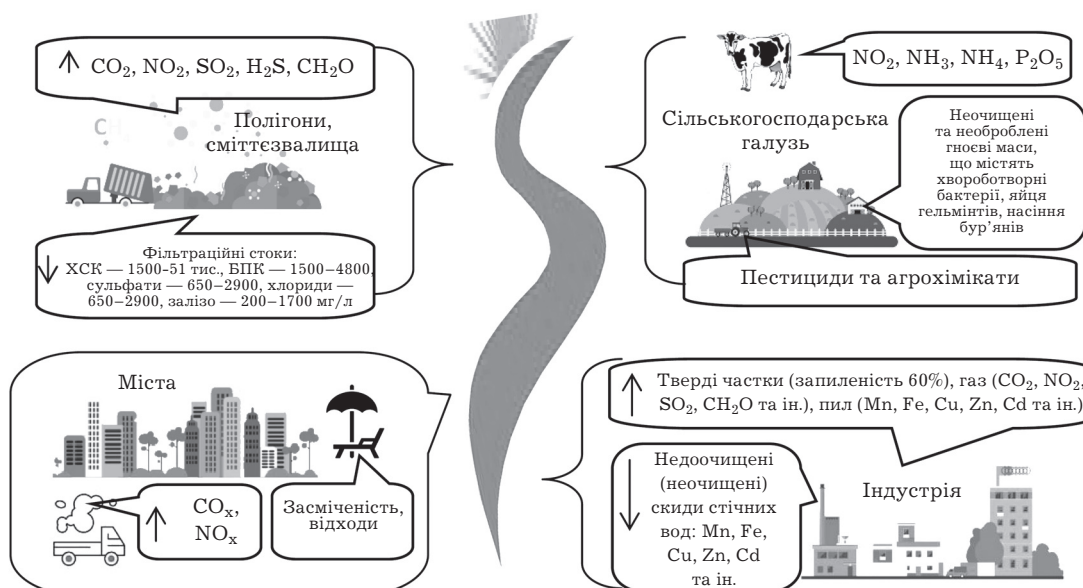 CO₂, NO₂, SO₂, H₂S, CH₂O
Полігони,
сміттєзвалища
Фільтраційні стоки:
ХСК — 1500-51 тис., БПК — 1500–4800,
сульфати — 650–2900, хлориди —
650–2900, залізо — 200–1700 мг/л
NO₂, NH₃, NH₄, P₂O₅
Сільськогосподарська
галузь
Неочищені
та необроблені
гноєві маси,
що містять
хвороботворні
бактерії, яйця
гельмінтів, насіння
бур’янів
Пестициди та агрохімікати
Міста
COₓ,
NOₓ
Засміченість,
відходи
Тверді частки (запиленість 60%), газ (CO₂, NO₂,
SO₂, CH₂O та ін.), пил (Mn, Fe, Cu, Zn, Cd та ін.)
Недоочищені
(неочищені)
скиди стічних
вод: Mn, Fe,
Cu, Zn, Cd
та ін.
Індустрія